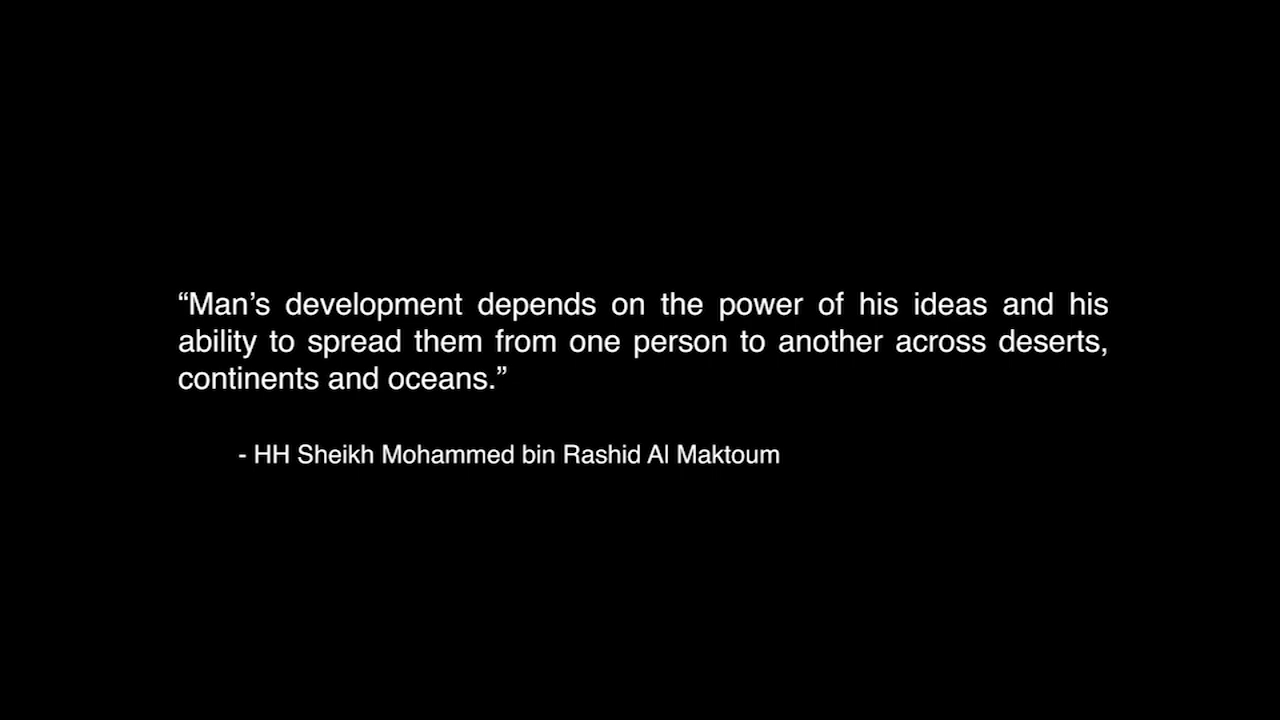 “Man’s development depends on the power of his ideas and his
ability to spread them from one person to another across deserts,
continents and oceans.”
- HH Sheikh Mohammed bin Rashid Al Maktoum